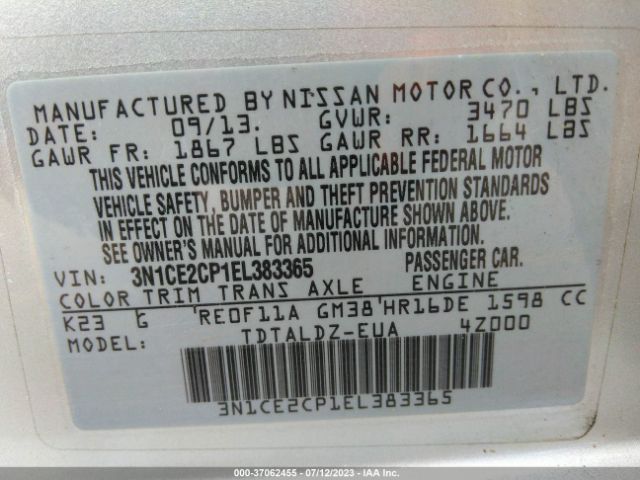 MANUFACTURED BY NISSAN MOTOR CO., LTD.
DATE: 09/13. GVWR: 3470 LBS
GAWR FR: 1867 LBS GAWR RR: 1664 LBS
THIS VEHICLE CONFORMS TO ALL APPLICABLE FEDERAL MOTOR
VEHICLE SAFETY, BUMPER AND THEFT PREVENTION STANDARDS
IN EFFECT ON THE DATE OF MANUFACTURE SHOWN ABOVE.
SEE OWNER'S MANUAL FOR ADDITIONAL INFORMATION.
VIN: 3N1CE2CP1EL383365 PASSENGER CAR.
COLOR TRIM TRANS AXLE ENGINE
K23 G 'RE0F11A GM38'HR16DE 1598 CC
MODEL: TDTALDZ-EUA 4Z000
3N1CE2CP1EL383365
000-37062455 - 07/12/2023 - IAA Inc.